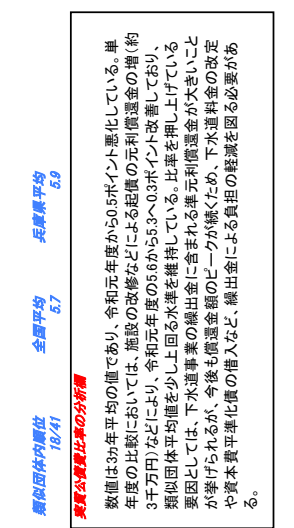 類似団体内順位 全国平均 兵庫県平均
18/41 5.7 5.9
実質公債費比率の分析欄
数値は3カ年平均の値であり、令和元年度から0.5ポイント悪化している。単
年度の比較においては、施設の改修などによる起債の元利償還金の増(約
3千万円)などにより、令和元年度の5.6から5.3へ0.3ポイント改善しており、
類似団体平均値を少し上回る水準を維持している。比率を押し上げている
要因としては、下水道事業の繰出金に含まれる準元利償還金が大きいこと
が挙げられるが、今後も償還金額のピークが続くため、下水道料金の改定
や資本費平準化債の借入など、繰出金による負担の軽減を図る必要があ
る。